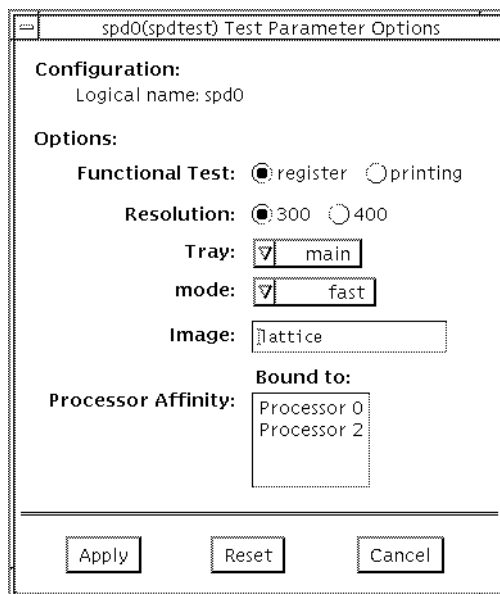 spd0(spdtest) Test Parameter Options
Configuration:
Logical name: spd0
Options:
Functional Test: register printing
Resolution: 300 400
Tray: main
mode: fast
Image: lattice
Bound to:
Processor Affinity:
Processor 0
Processor 2
Apply Reset Cancel